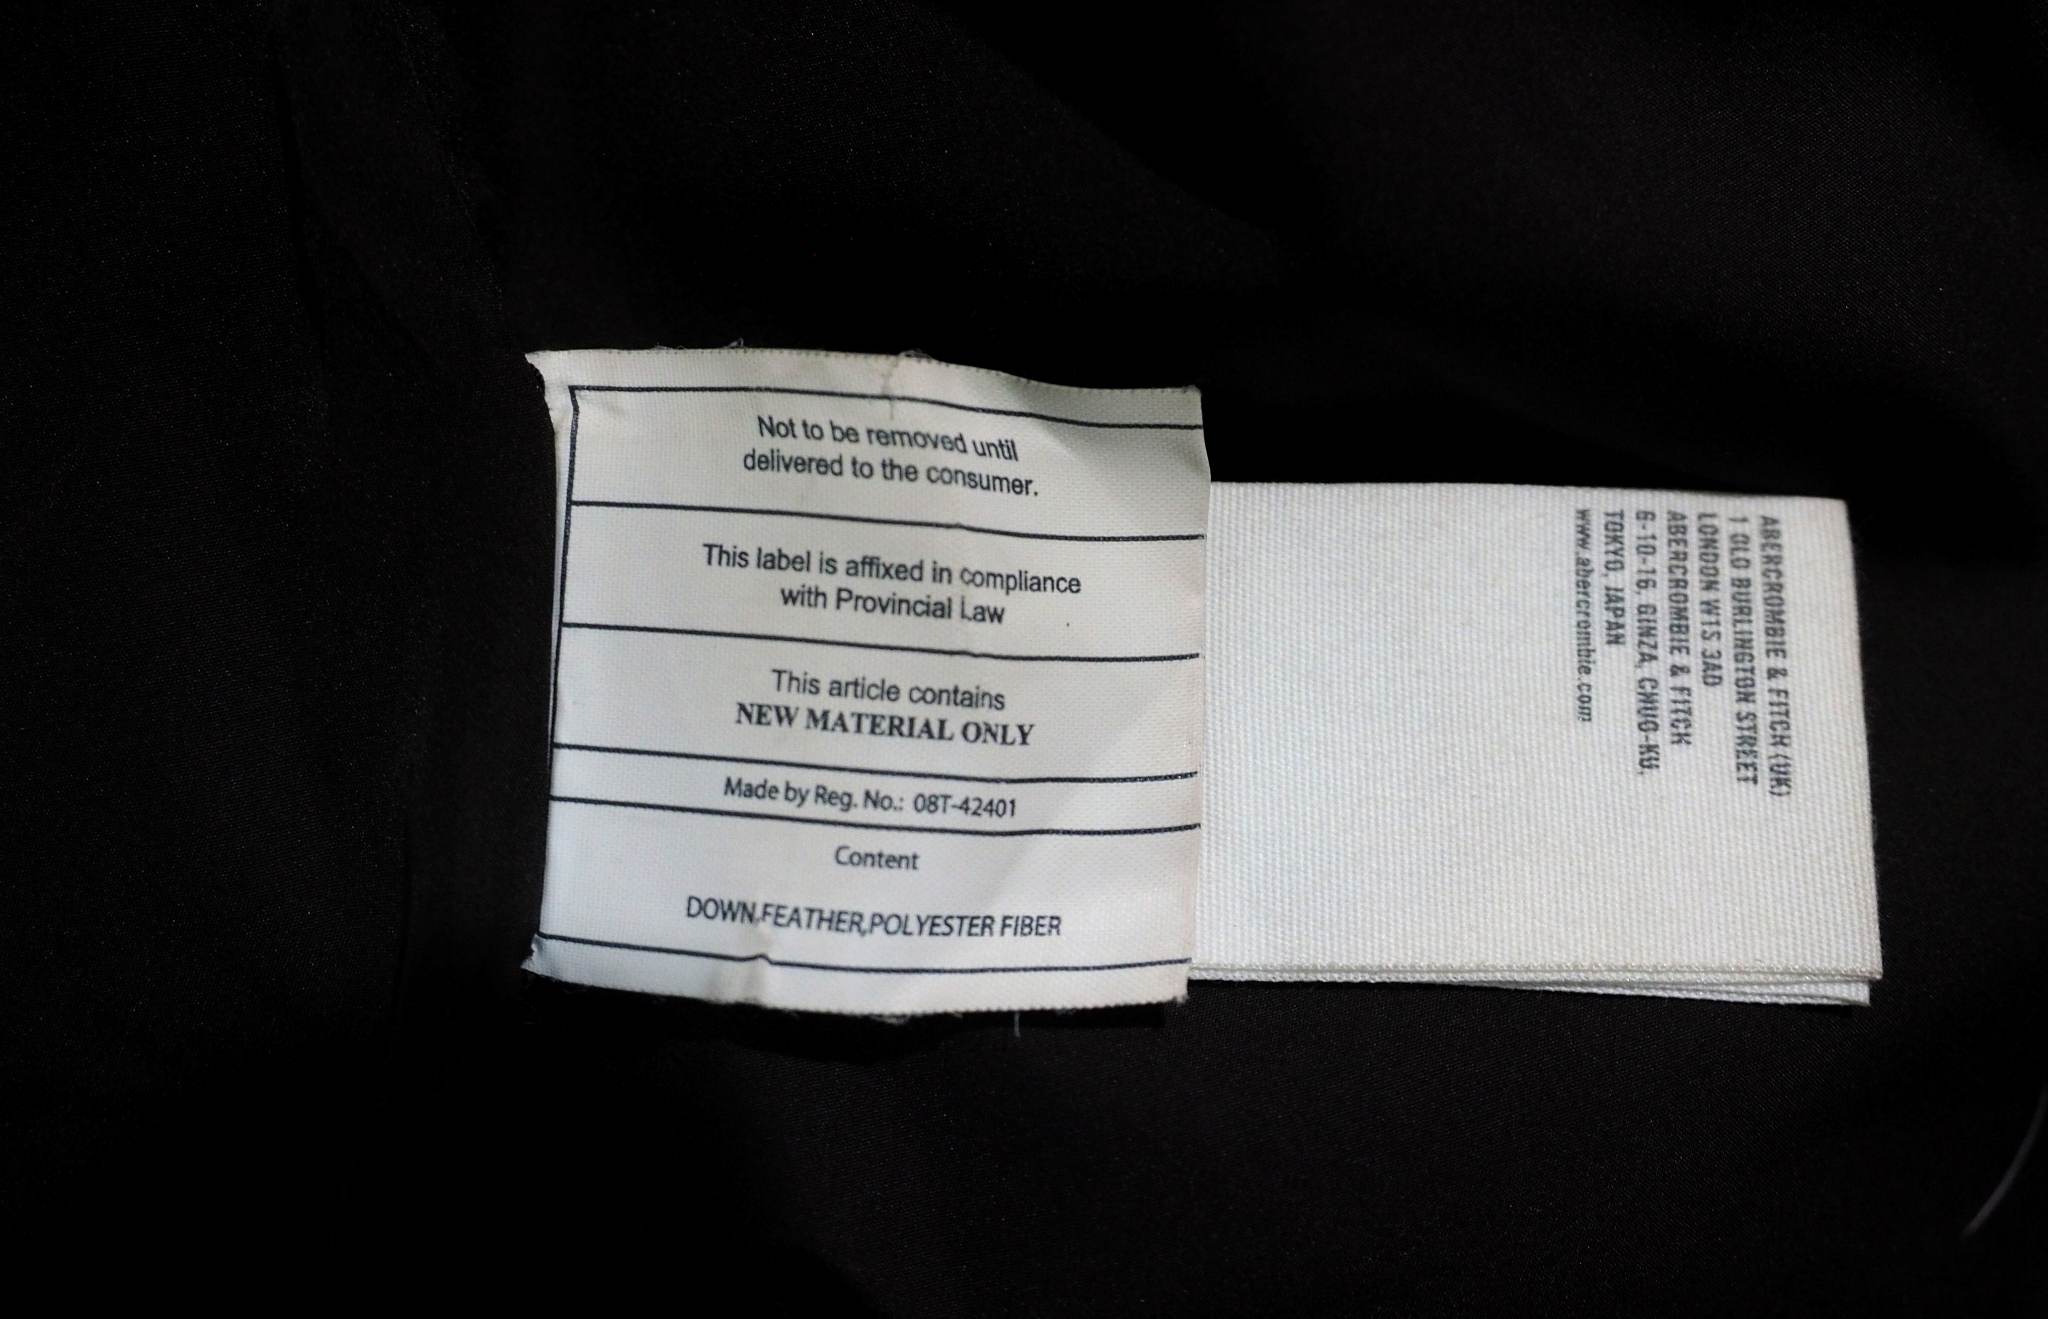 Not to be removed until
delivered to the consumer.
This label is affixed in compliance
with Provincial Law
This article contains
NEW MATERIAL ONLY
Made by Reg. No.: 08T-42401
Content
DOWN,FEATHER,POLYESTER FIBER
ABERCROMBIE & FITCH (UK)
1 OLD BURLINGTON STREET
LONDON W1S 3AD
ABERCROMBIE & FITCH
6-10-16, GINZA, CHUO-KU,
TOKYO, JAPAN
www.abercrombie.com